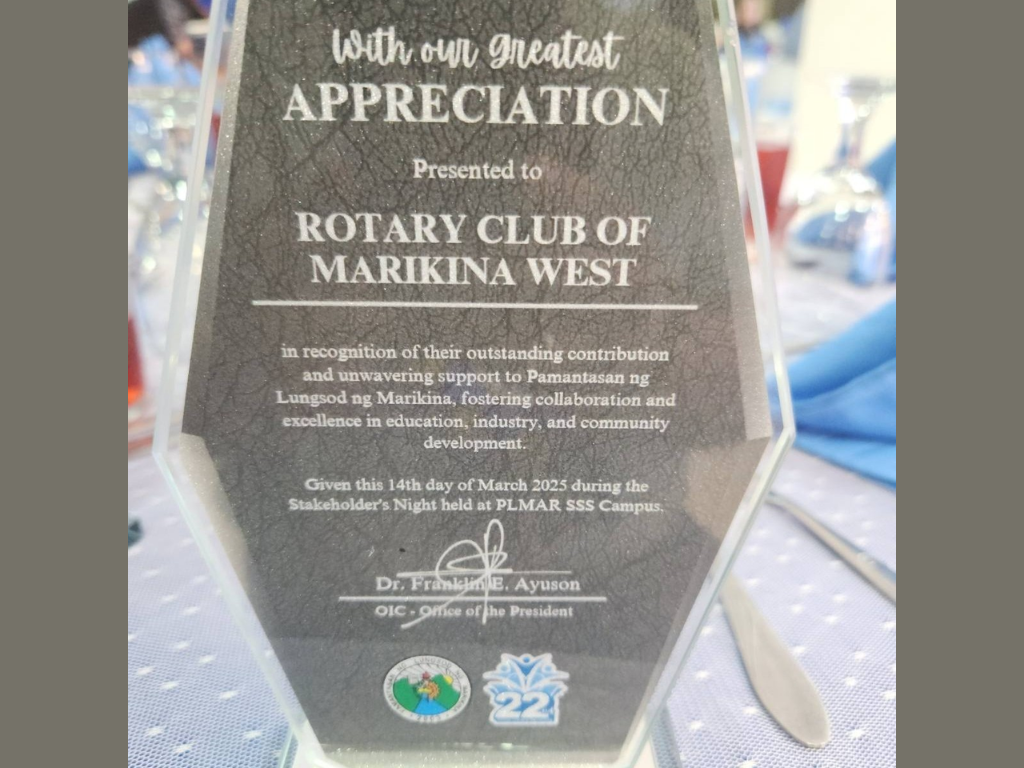 With our greatest
APPRECIATION
Presented to
ROTARY CLUB OF
MARIKINA WEST
in recognition of their outstanding contribution
and unwavering support to Pamantasan ng
Lungsod ng Marikina, fostering collaboration and
excellence in education, industry, and community
development.
Given this 14th day of March 2025 during the
Stakeholder's Night held at PLMAR SSS Campus.
Dr. Franklin E. Ayuson
OIC - Office of the President
22